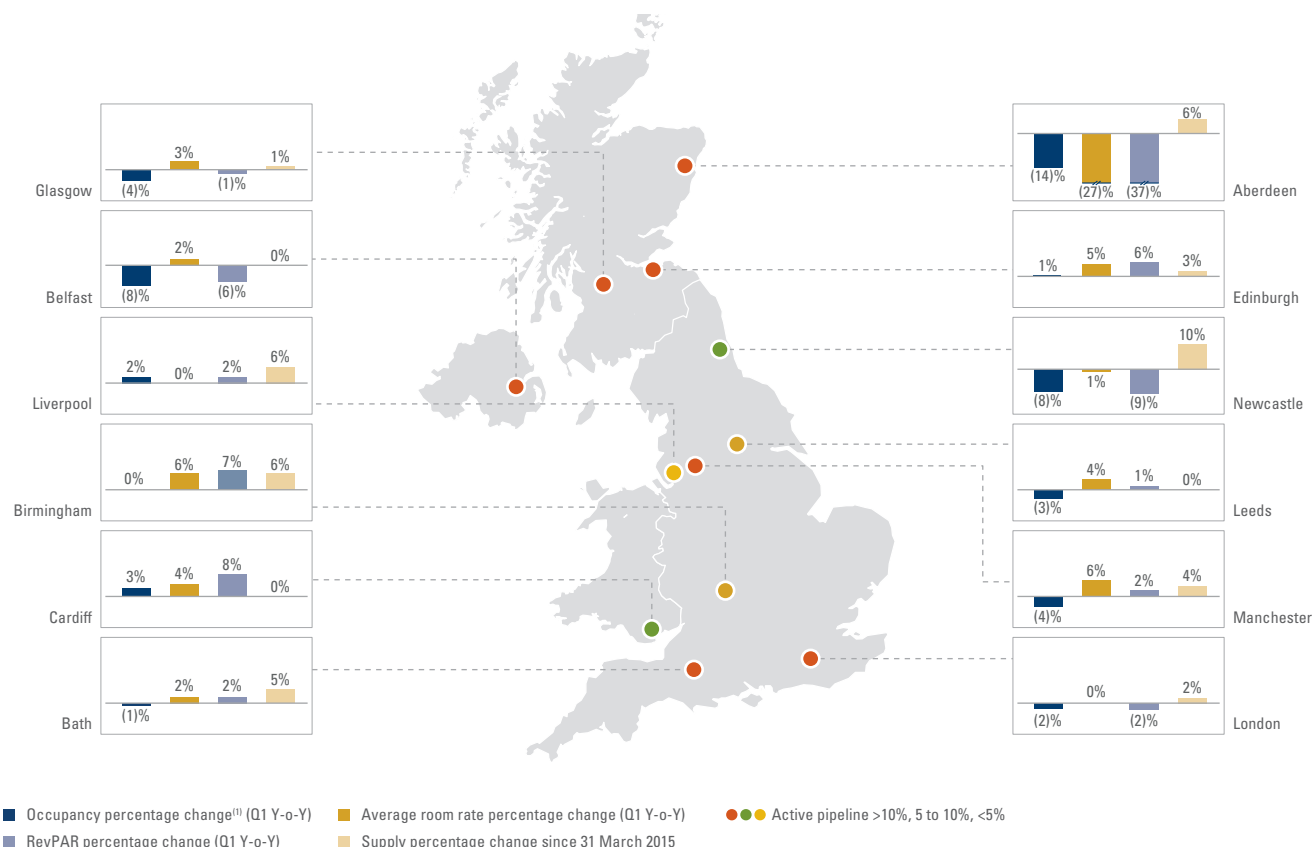 3%
1%
(4)%
(1)%
Glasgow
2%
0%
(8)%
(6)%
Belfast
2%
0%
2%
6%
Liverpool
0%
6%
7%
6%
Birmingham
3%
4%
8%
0%
Cardiff
(1)%
2%
2%
5%
Bath
6%
(14)%
(27)%
(37)%
Aberdeen
1%
5%
6%
3%
Edinburgh
10%
(8)%
1%
(9)%
Newcastle
(3)%
4%
1%
0%
Leeds
(4)%
6%
2%
4%
Manchester
(2)%
0%
(2)%
2%
London
Occupancy percentage change(1) (Q1 Y-o-Y)
Average room rate percentage change (Q1 Y-o-Y)
Active pipeline >10%, 5 to 10%, <5%
RevPAR percentage change (Q1 Y-o-Y)
Supply percentage change since 31 March 2015